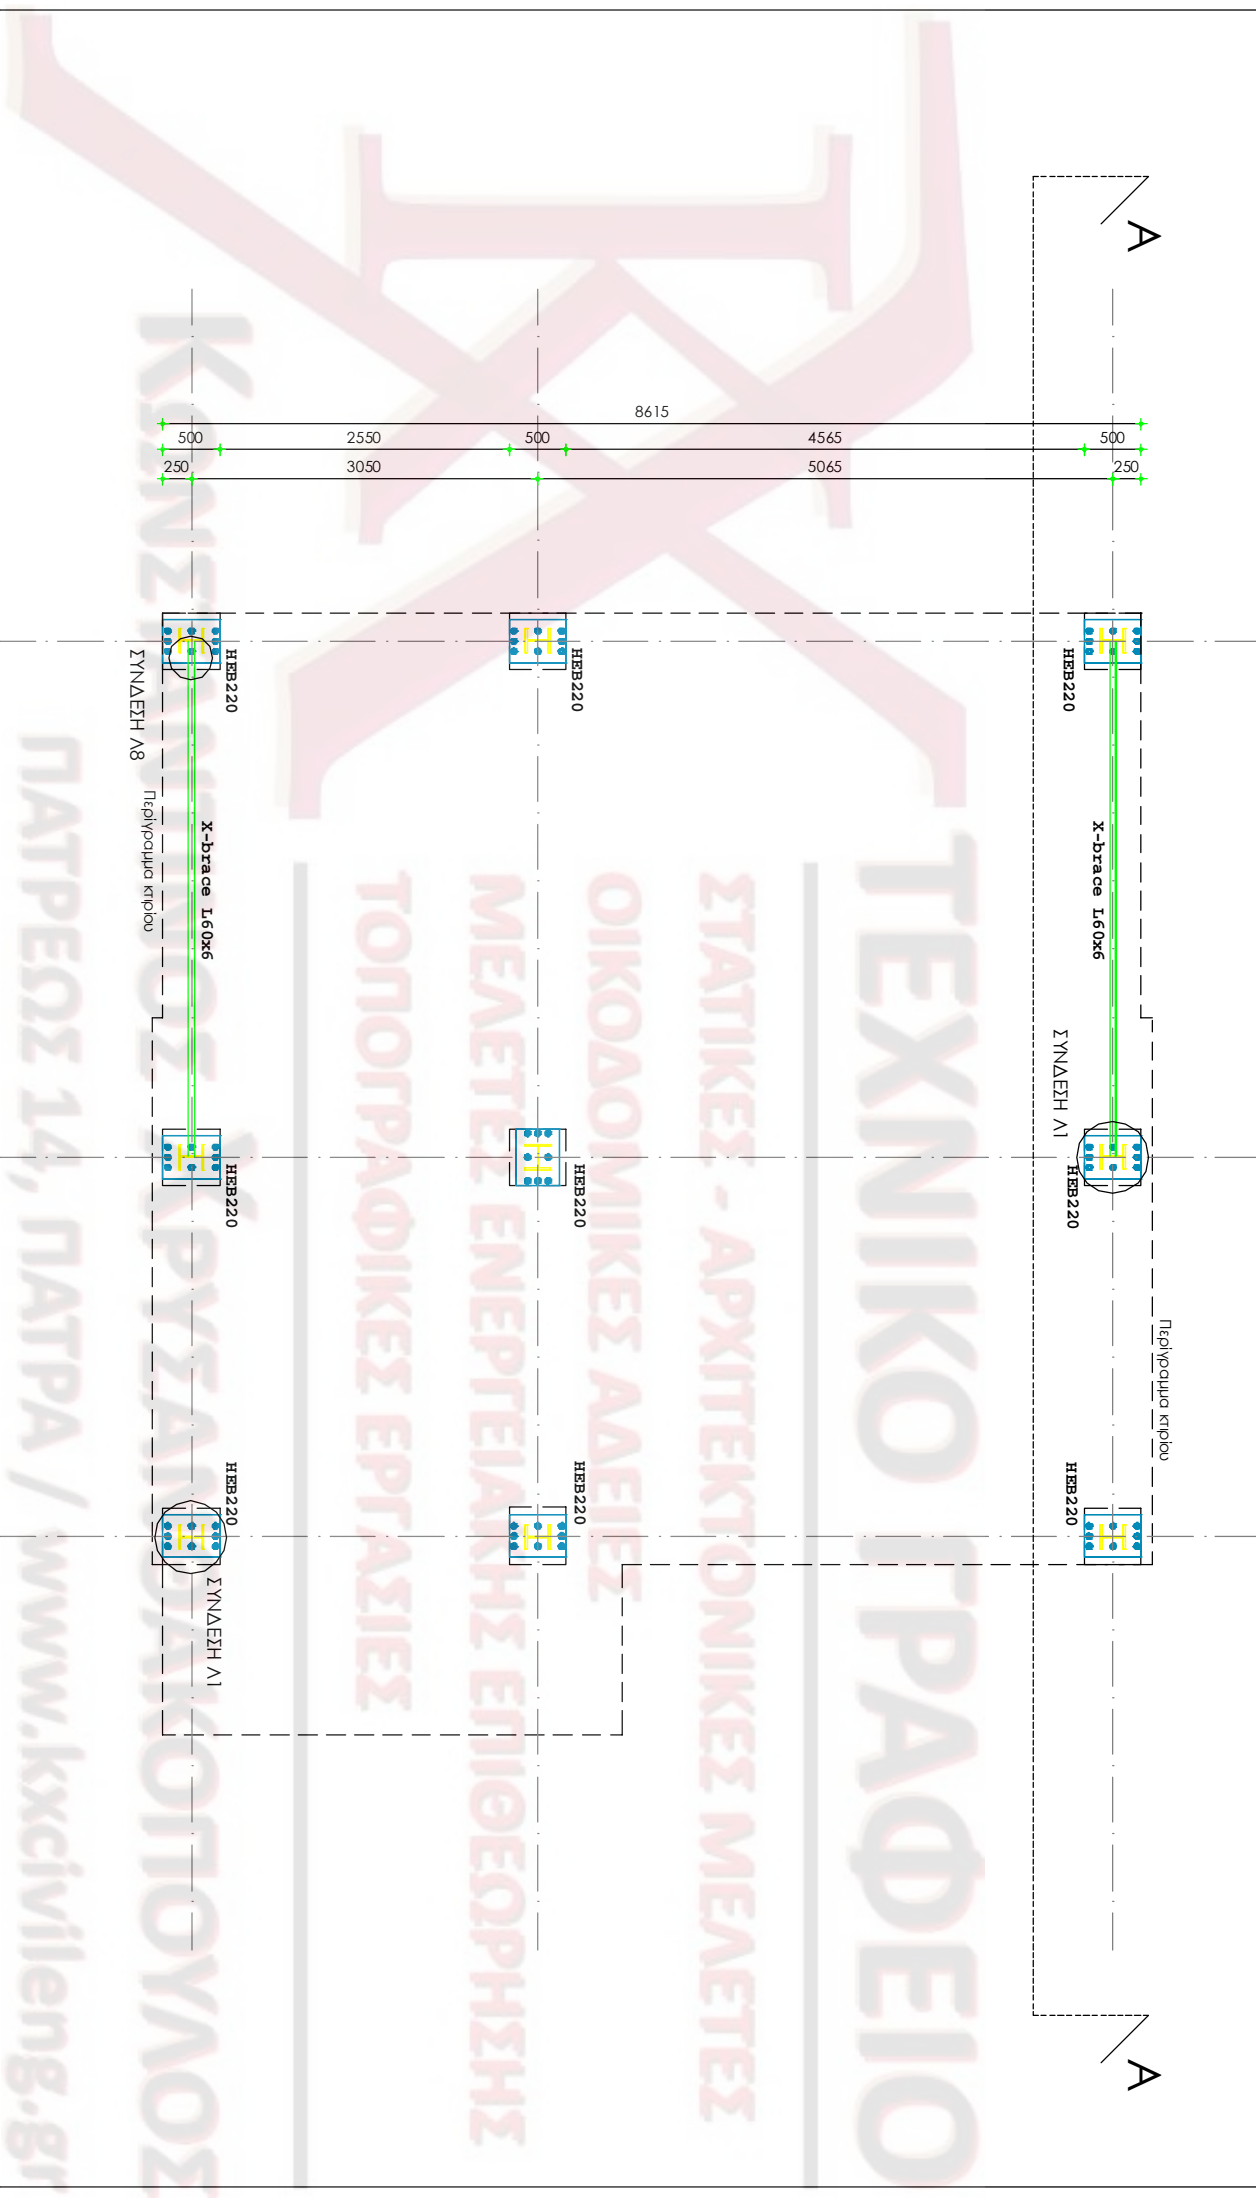 A
A
8615
500
2550
500
4565
500
250
3050
5065
250
HEB220
HEB220
HEB220
ΣΥΝΔΕΣΗ Λ8
Περίγραμμα κτιρίου
X-brace L60x6
X-brace L60x6
ΣΥΝΔΕΣΗ Λ1
HEB220
HEB220
HEB220
Περίγραμμα κτιρίου
HEB220
HEB220
HEB220
ΣΥΝΔΕΣΗ Λ1
ΤΕΧΝΙΚΟ ΓΡΑΦΕΙΟ
ΣΤΑΤΙΚΕΣ - ΑΡΧΙΤΕΚΤΟΝΙΚΕΣ ΜΕΛΕΤΕΣ
ΟΙΚΟΔΟΜΙΚΕΣ ΑΔΕΙΕΣ
ΜΕΛΕΤΕΣ ΕΝΕΡΓΕΙΑΚΗΣ ΕΠΙΘΕΩΡΗΣΗΣ
ΤΟΠΟΓΡΑΦΙΚΕΣ ΕΡΓΑΣΙΕΣ
ΚΩΝΣΤΑΝΤΙΝΟΣ ΧΡΥΣΑΝΘΑΚΟΠΟΥΛΟΣ
ΠΑΤΡΕΩΣ 14, ΠΑΤΡΑ / www.kxcivileng.gr